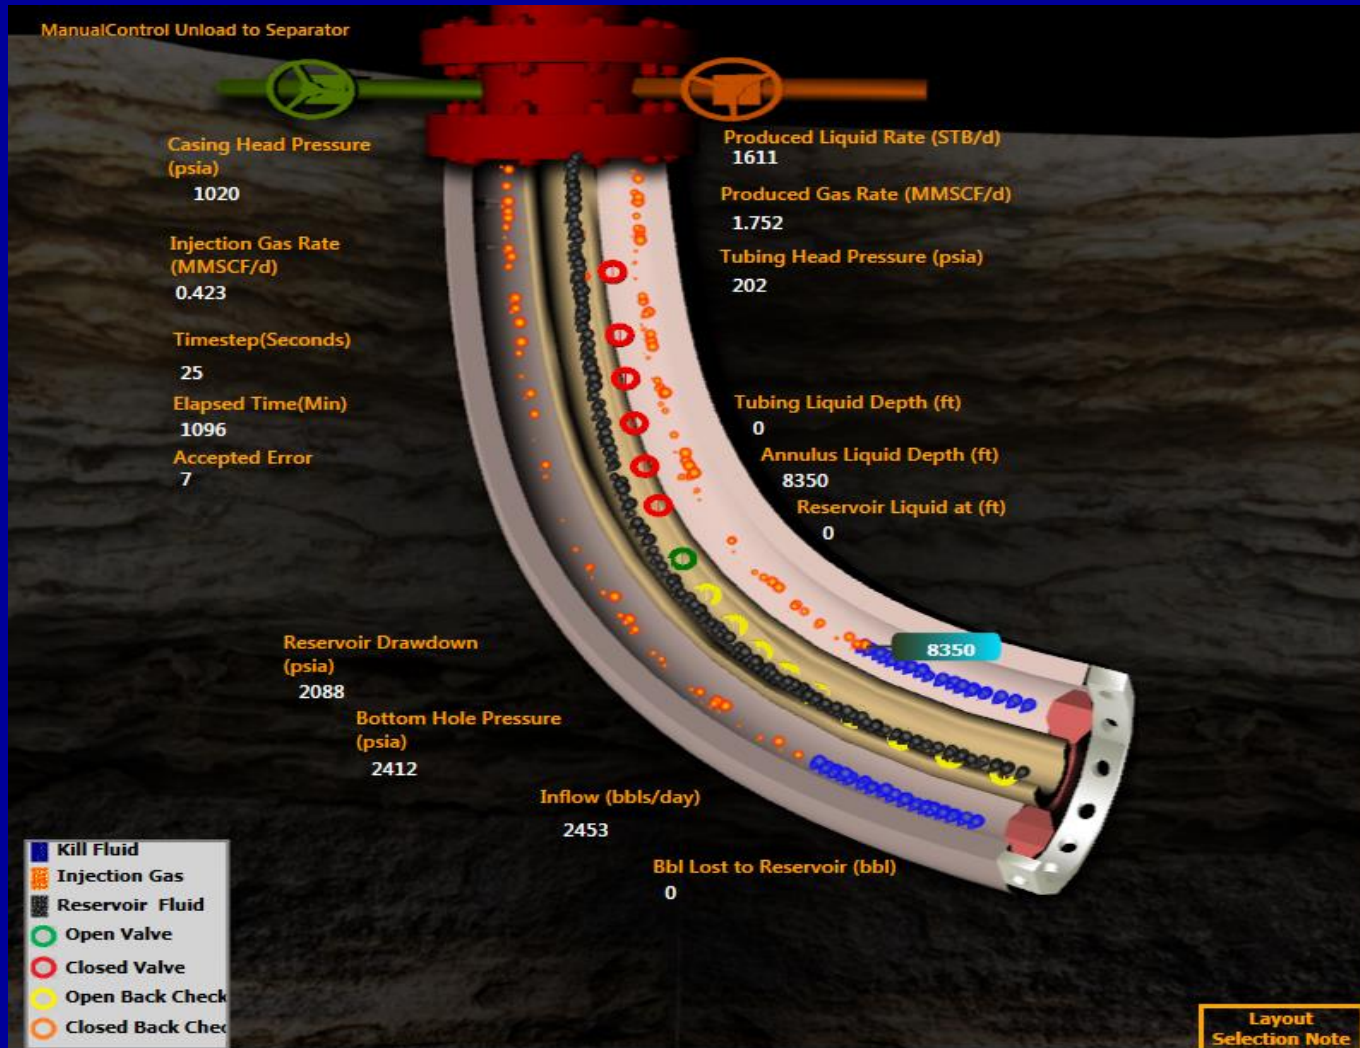 ManualControl Unload to Separator
Casing Head Pressure
(psia)
1020
Injection Gas Rate
(MMSCF/d)
0.423
Timestep(Seconds)
25
Elapsed Time(Min)
1096
Accepted Error
7
Produced Liquid Rate (STB/d)
1611
Produced Gas Rate (MMSCF/d)
1.752
Tubing Head Pressure (psia)
202
Tubing Liquid Depth (ft)
0
Annulus Liquid Depth (ft)
8350
Reservoir Liquid at (ft)
0
8350
Reservoir Drawdown
(psia)
2088
Bottom Hole Pressure
(psia)
2412
Inflow (bbls/day)
2453
Bbl Lost to Reservoir (bbl)
0
Kill Fluid
Injection Gas
Reservoir Fluid
Open Valve
Closed Valve
Open Back Check
Closed Back Chec
Layout
Selection Note